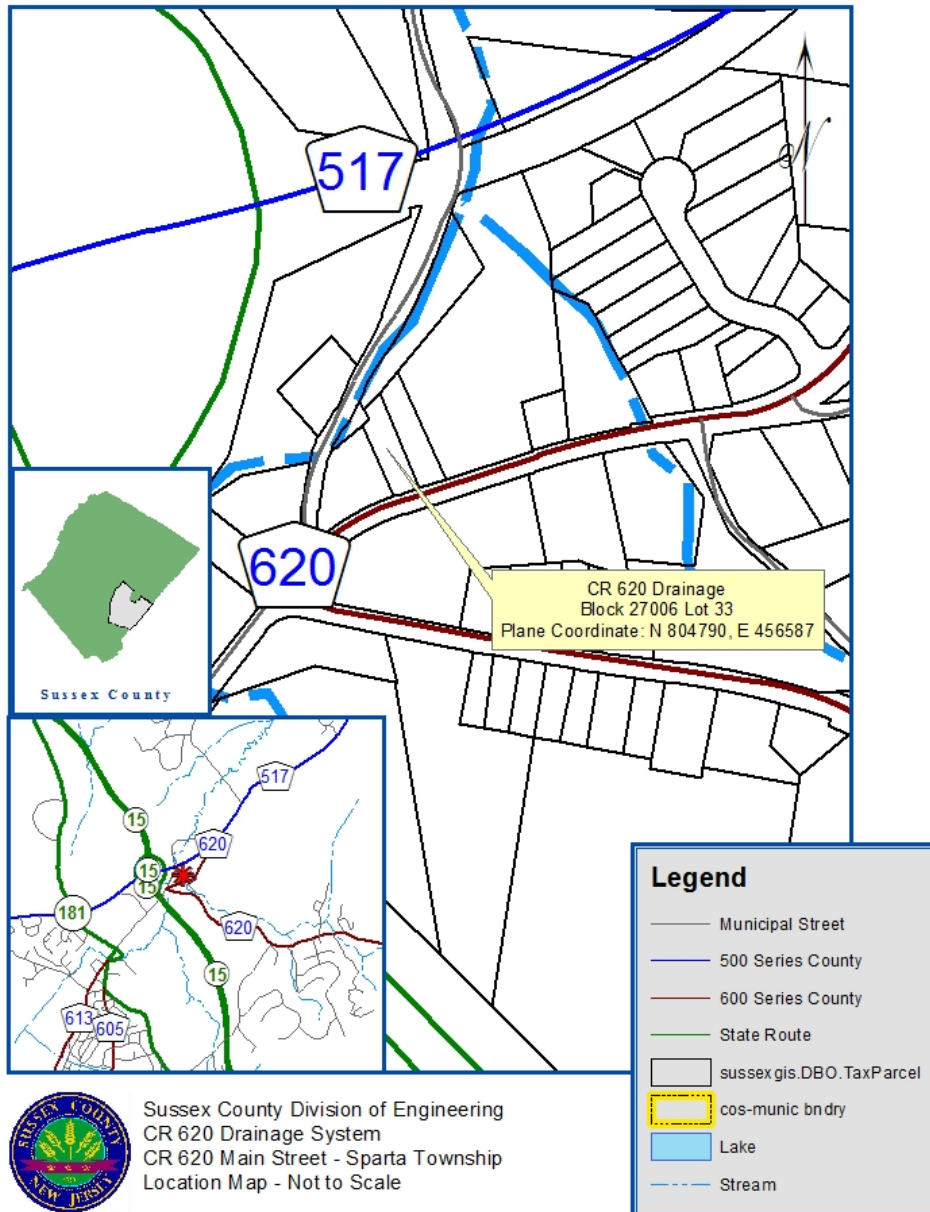 517
N
620
CR 620 Drainage
Block 27006 Lot 33
Plane Coordinate: N 804790, E 456587
Sussex County
517
15
620
15
15
181
620
15
613
605
Legend
Municipal Street
500 Series County
600 Series County
State Route
sussexgis.DBO.TaxParcel
cos-munic bndry
Lake
Stream
SUSSEX COUNTY
NEW JERSEY
Sussex County Division of Engineering
CR 620 Drainage System
CR 620 Main Street - Sparta Township
Location Map - Not to Scale